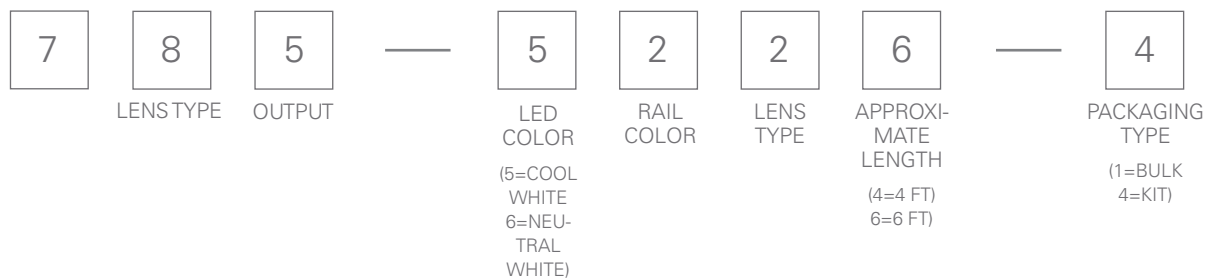 7 8 5 — 5 2 2 6 — 4
LENS TYPE
OUTPUT
LED
COLOR
(5=COOL
WHITE
6=NEU-
TRAL
WHITE)
RAIL
COLOR
LENS
TYPE
APPROXI-
MATE
LENGTH
(4=4 FT)
6=6 FT)
PACKAGING
TYPE
(1=BULK
4=KIT)